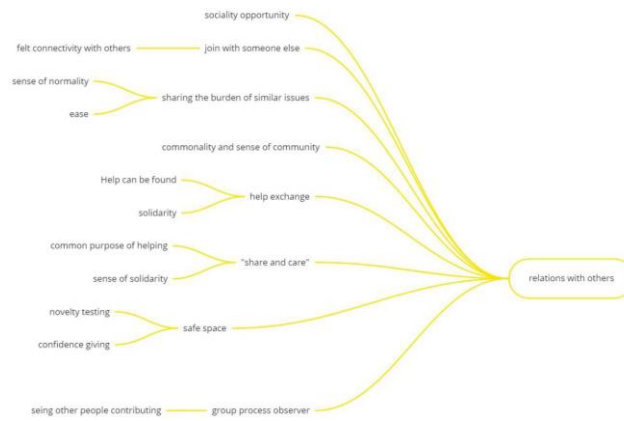 sociality opportunity
felt connectivity with others
join with someone else
sense of normality
sharing the burden of similar issues
ease
commonality and sense of community
Help can be found
help exchange
solidarity
common purpose of helping
"share and care"
sense of solidarity
relations with others
novelty testing
safe space
confidence giving
seing other people contributing
group process observer